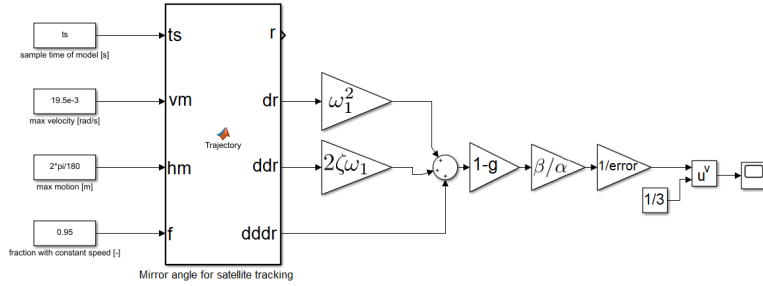 ts
sample time of model [s]
19.5e-3
max velocity [rad/s]
2*pi/180
max motion [m]
0.95
fraction with constant speed [-]
ts
vm
hm
f
Trajectory
r
dr
ddr
dddr
Mirror angle for satellite tracking
ω₁²
2ζω₁
+
+
+
1-g
β/α
1/error
1/3
uᵛ